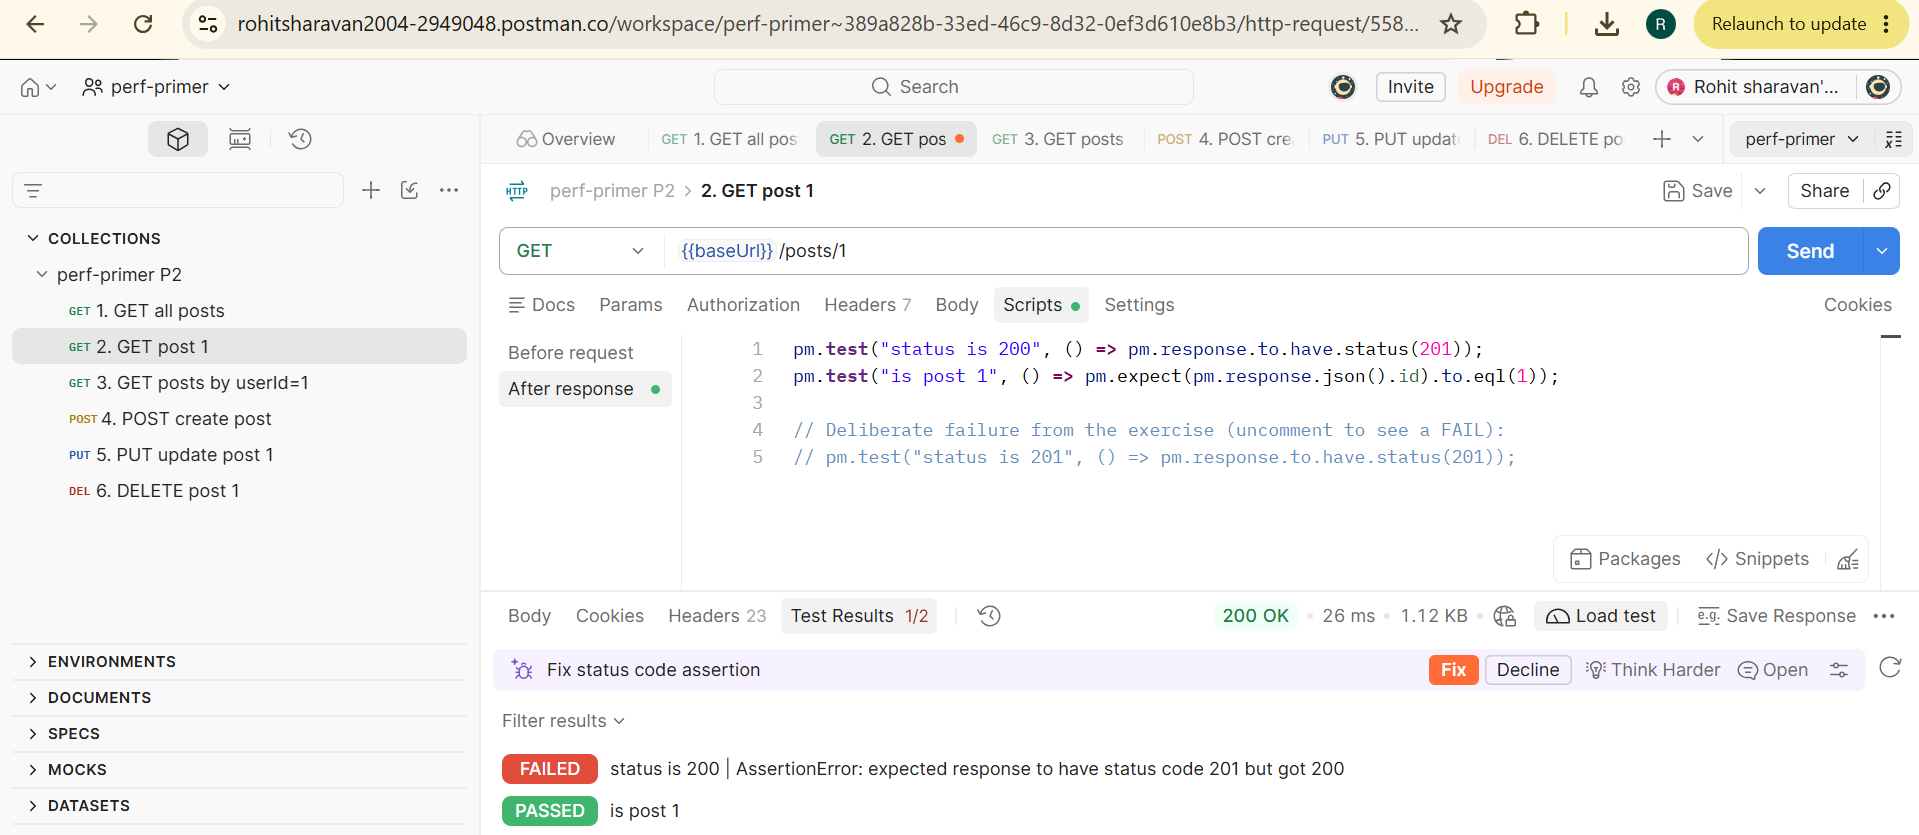 rohitsharavan2004-2949048.postman.co/workspace/perf-primer~389a828b-33ed-46c9-8d32-0ef3d610e8b3/http-request/558...
R
Relaunch to update
perf-primer
Search
Invite
Upgrade
R Rohit sharavan'...
Overview
GET 1. GET all pos
GET 2. GET pos
GET 3. GET posts
POST 4. POST cre
PUT 5. PUT updat
DEL 6. DELETE po
perf-primer
COLLECTIONS
perf-primer P2
GET 1. GET all posts
GET 2. GET post 1
GET 3. GET posts by userId=1
POST 4. POST create post
PUT 5. PUT update post 1
DEL 6. DELETE post 1
ENVIRONMENTS
DOCUMENTS
SPECS
MOCKS
DATASETS
HTTP perf-primer P2 > 2. GET post 1
Save
Share
GET
{{baseUrl}} /posts/1
Send
Docs Params Authorization Headers 7 Body Scripts Settings
Cookies
Before request
After response
1 pm.test("status is 200", () => pm.response.to.have.status(201));
2 pm.test("is post 1", () => pm.expect(pm.response.json().id).to.eql(1));
3
4 // Deliberate failure from the exercise (uncomment to see a FAIL):
5 // pm.test("status is 201", () => pm.response.to.have.status(201));
Packages </> Snippets
Body Cookies Headers 23 Test Results 1/2
200 OK • 26 ms • 1.12 KB
Load test
e.g. Save Response
Fix status code assertion
Fix Decline Think Harder Open
Filter results
FAILED status is 200 | AssertionError: expected response to have status code 201 but got 200
PASSED is post 1